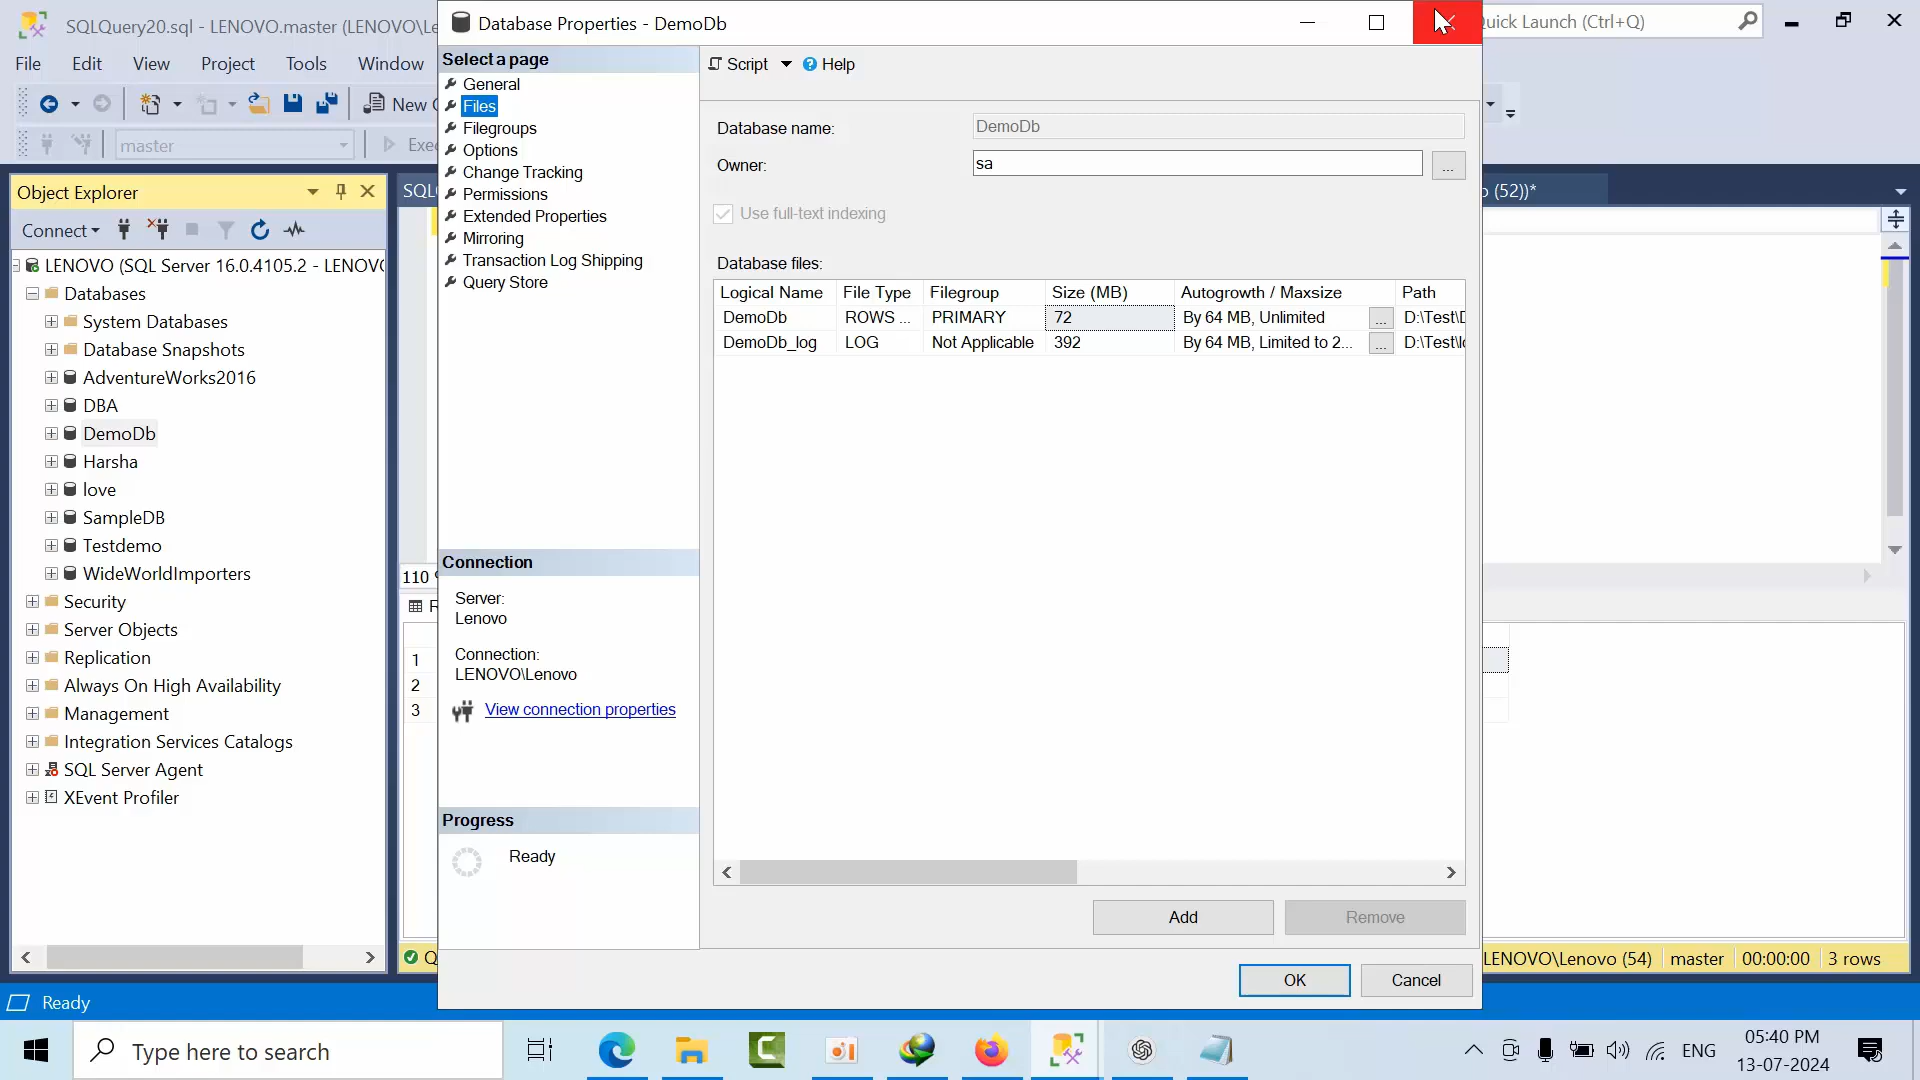 SQLQuery20.sql - LENOVO.master (LENOVO\Le
Database Properties - DemoDb
Quick Launch (Ctrl+Q)
File Edit View Project Tools Window
New
master
Exe
Object Explorer
Connect
LENOVO (SQL Server 16.0.4105.2 - LENOVO
Databases
System Databases
Database Snapshots
AdventureWorks2016
DBA
DemoDb
Harsha
love
SampleDB
Testdemo
WideWorldImporters
Security
Server Objects
Replication
Always On High Availability
Management
Integration Services Catalogs
SQL Server Agent
XEvent Profiler
SQL
110 %
1
2
3
Select a page
General
Files
Filegroups
Options
Change Tracking
Permissions
Extended Properties
Mirroring
Transaction Log Shipping
Query Store
Connection
Server:
Lenovo
Connection:
LENOVO\Lenovo
View connection properties
Progress
Ready
Script Help
Database name: DemoDb
Owner: sa
...
Use full-text indexing
Database files:
Logical Name File Type Filegroup Size (MB) Autogrowth / Maxsize Path
DemoDb ROWS ... PRIMARY 72 By 64 MB, Unlimited ... D:\Test\D
DemoDb_log LOG Not Applicable 392 By 64 MB, Limited to 2... ... D:\Test\lo
Add Remove
OK Cancel
(52))*
LENOVO\Lenovo (54) master 00:00:00 3 rows
Ready
Type here to search
ENG
05:40 PM
13-07-2024